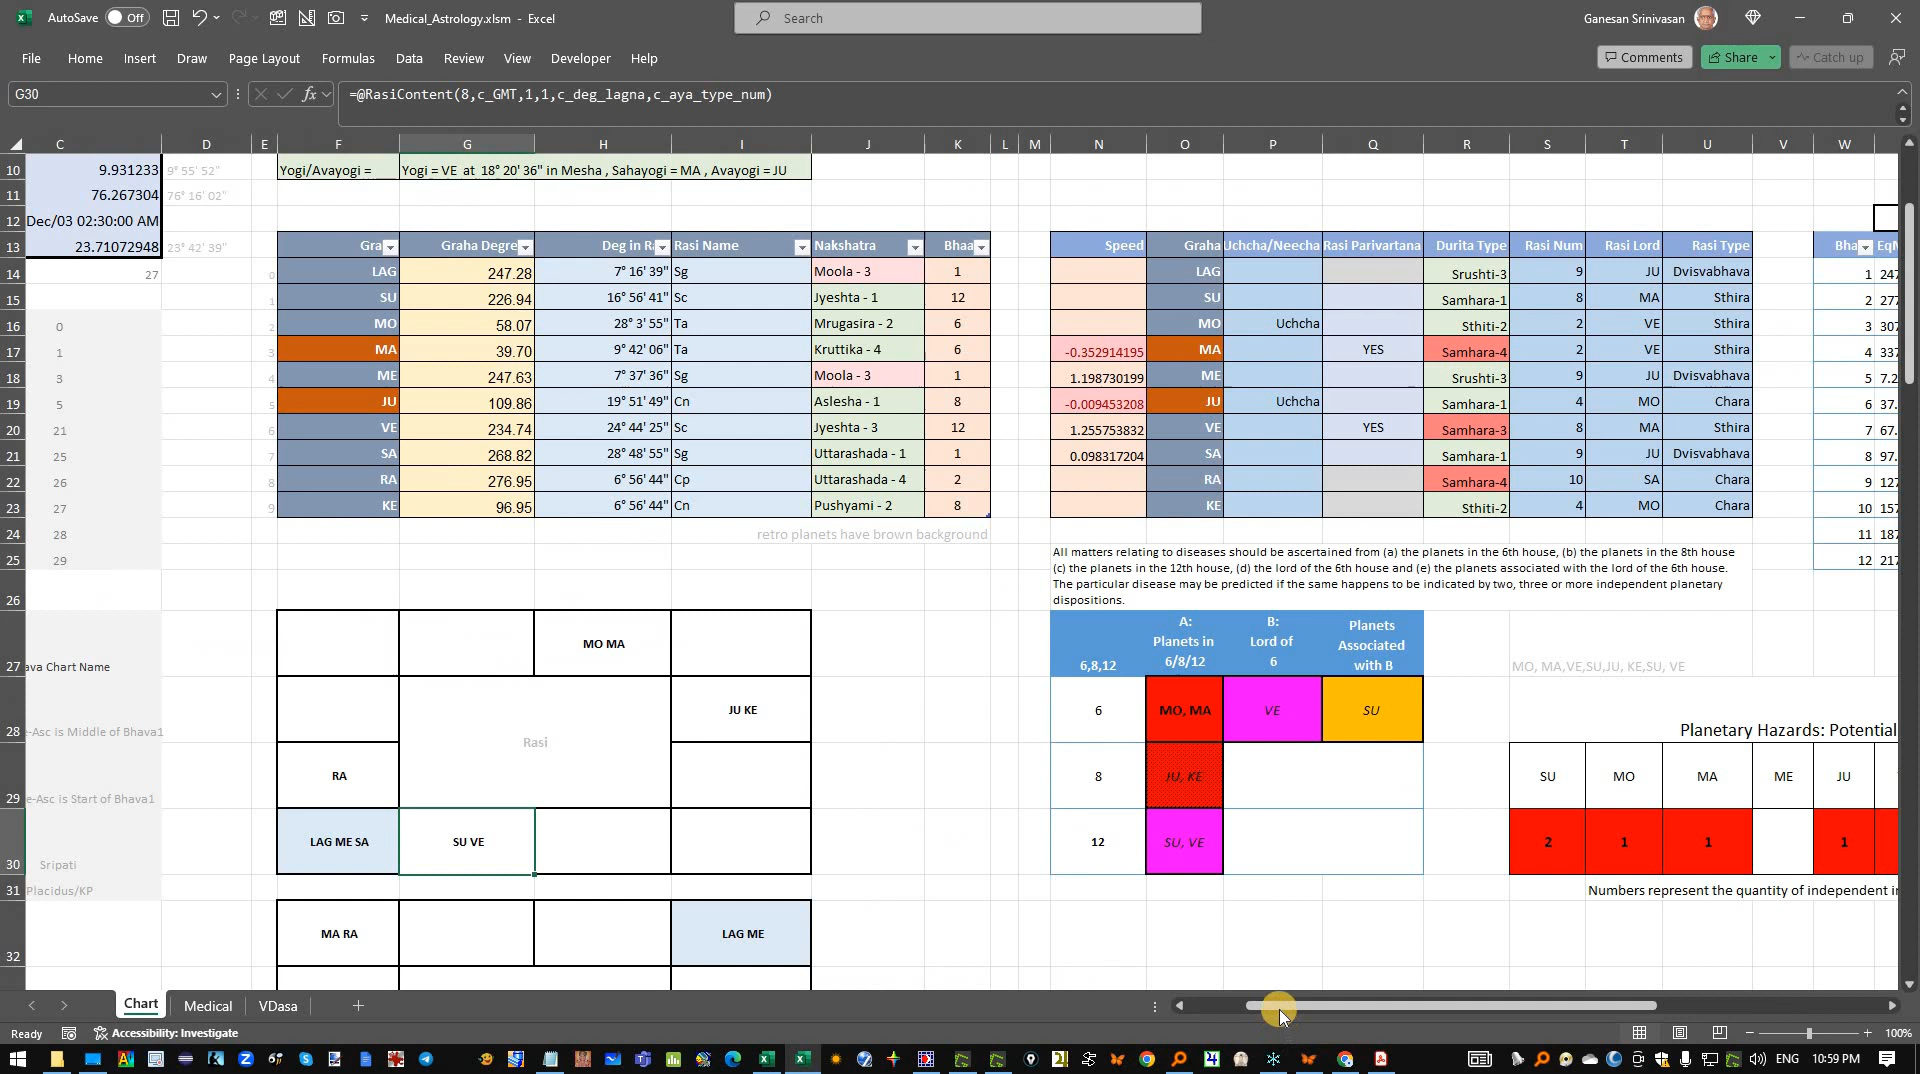 AutoSave Off Medical_Astrology.xlsm - Excel Search Ganesan Srinivasan
File Home Insert Draw Page Layout Formulas Data Review View Developer Help Comments Share Catch up
G30 fx =@RasiContent(8,c_GMT,1,1,c_deg_lagna,c_aya_type_num)
C D E F G H I J K L M N O P Q R S T U V W
10 9.931233 9° 55' 52" Yogi/Avayogi = Yogi = VE at 18° 20' 36" in Mesha , Sahayogi = MA , Avayogi = JU
11 76.267304 76° 16' 02"
12 Dec/03 02:30:00 AM
13 23.71072948 23° 42' 39" Gra Graha Degre Deg in Ra Rasi Name Nakshatra Bhaa Speed Graha Uchcha/Neecha Rasi Parivartana Durita Type Rasi Num Rasi Lord Rasi Type Bha EqM
14 27 0 LAG 247.28 7° 16' 39" Sg Moola - 3 1 LAG Srushti-3 9 JU Dvisvabhava 1 247
15 1 SU 226.94 16° 56' 41" Sc Jyeshta - 1 12 SU Samhara-1 8 MA Sthira 2 277
16 0 2 MO 58.07 28° 3' 55" Ta Mrugasira - 2 6 MO Uchcha Sthiti-2 2 VE Sthira 3 307
17 1 3 MA 39.70 9° 42' 06" Ta Kruttika - 4 6 -0.352914195 MA YES Samhara-4 2 VE Sthira 4 337
18 3 4 ME 247.63 7° 37' 36" Sg Moola - 3 1 1.198730199 ME Srushti-3 9 JU Dvisvabhava 5 7.2
19 5 5 JU 109.86 19° 51' 49" Cn Aslesha - 1 8 -0.009453208 JU Uchcha Samhara-1 4 MO Chara 6 37.
20 21 6 VE 234.74 24° 44' 25" Sc Jyeshta - 3 12 1.255753832 VE YES Samhara-3 8 MA Sthira 7 67.
21 25 7 SA 268.82 28° 48' 55" Sg Uttarashada - 1 1 0.098317204 SA Samhara-1 9 JU Dvisvabhava 8 97.
22 26 8 RA 276.95 6° 56' 44" Cp Uttarashada - 4 2 RA Samhara-4 10 SA Chara 9 127
23 27 9 KE 96.95 6° 56' 44" Cn Pushyami - 2 8 KE Sthiti-2 4 MO Chara 10 157
24 28 retro planets have brown background 11 187
25 29 12 217
All matters relating to diseases should be ascertained from (a) the planets in the 6th house, (b) the planets in the 8th house
(c) the planets in the 12th house, (d) the lord of the 6th house and (e) the planets associated with the lord of the 6th house.
The particular disease may be predicted if the same happens to be indicated by two, three or more independent planetary
26 dispositions.
MO MA
27 ava Chart Name
6,8,12
A:
Planets in
6/8/12
B:
Lord of
6
Planets
Associated
with B
MO, MA,VE,SU,JU, KE,SU, VE
JU KE 6 MO, MA VE SU
28 e-Asc is Middle of Bhava1 Rasi Planetary Hazards: Potential
RA 8 JU, KE SU MO MA ME JU
29 e-Asc is Start of Bhava1
LAG ME SA SU VE 12 SU, VE 2 1 1 1
30 Sripati
31 Placidus/KP Numbers represent the quantity of independent in
MA RA LAG ME
32
Chart Medical VDasa
Ready Accessibility: Investigate 100%
ENG 10:59 PM